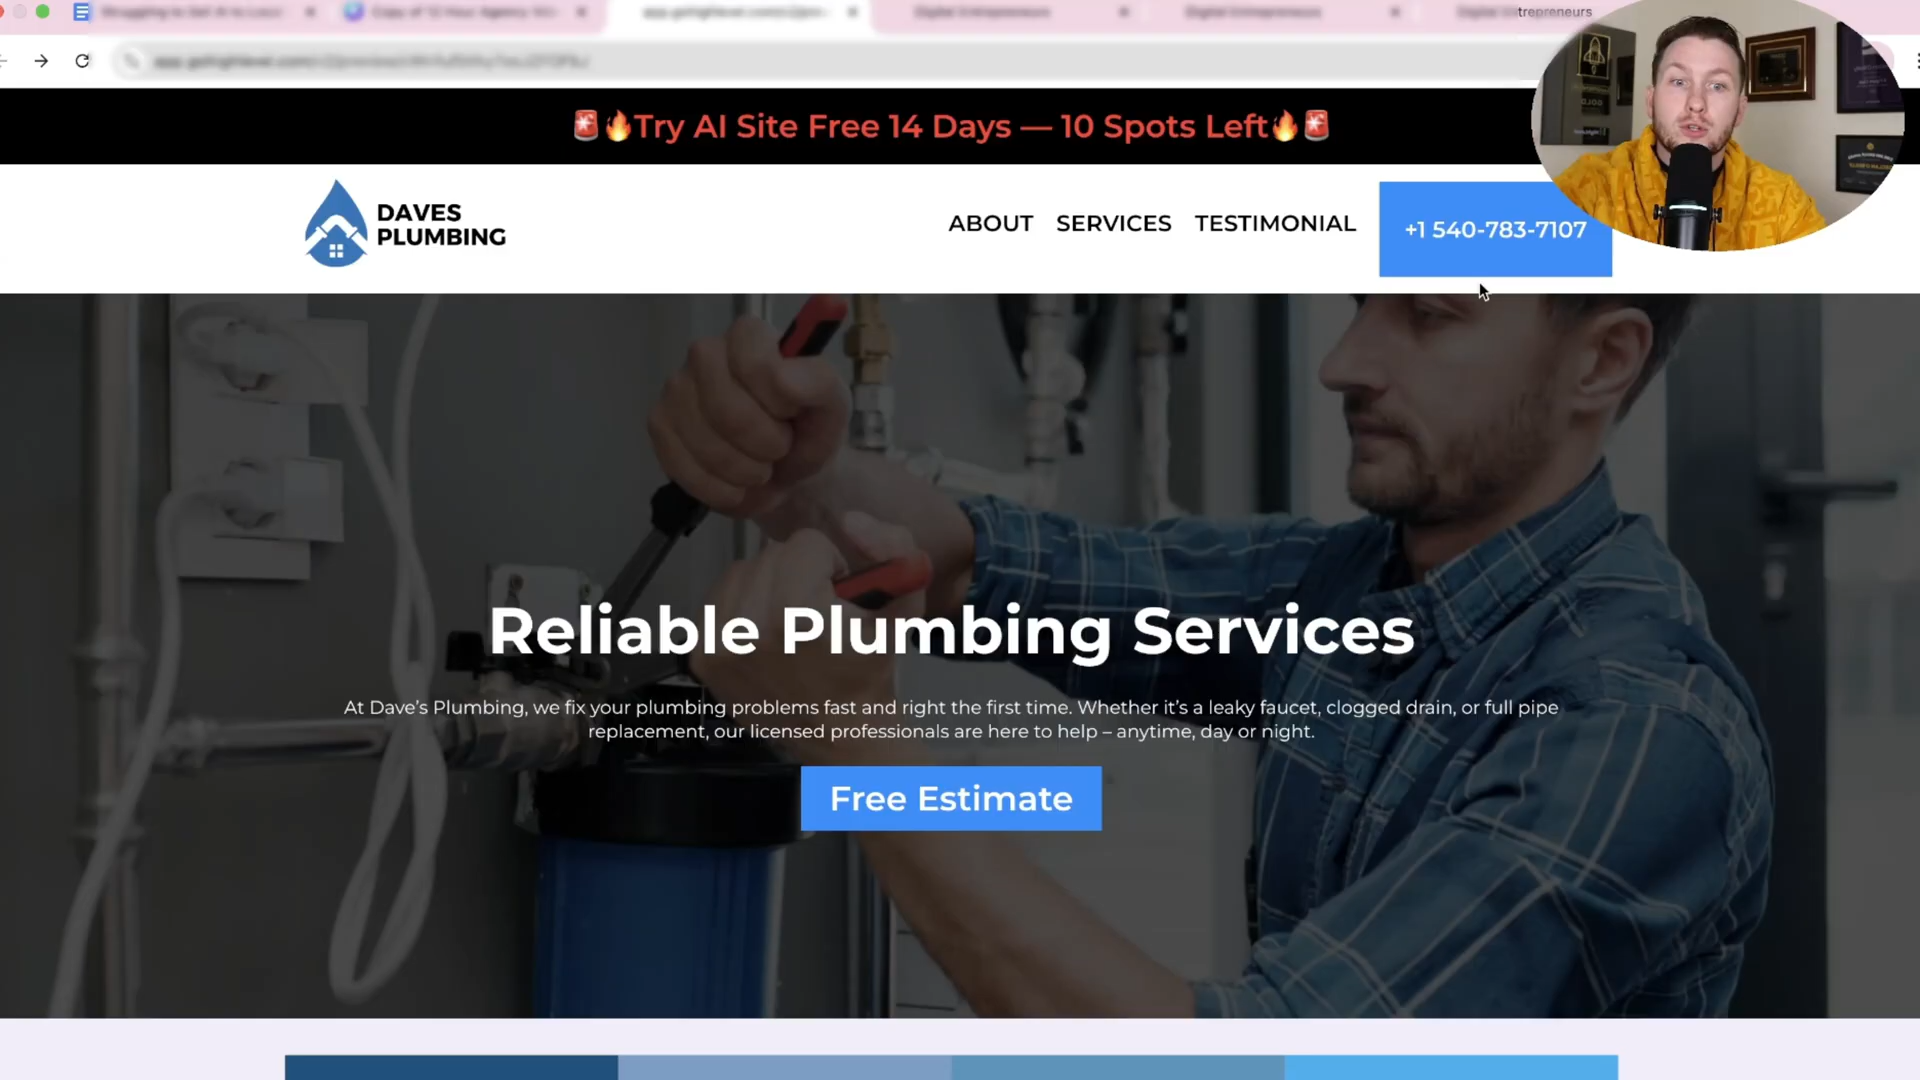 trepreneurs
🚨🔥Try AI Site Free 14 Days — 10 Spots Left🔥🚨
DAVES
PLUMBING
ABOUT SERVICES TESTIMONIAL
+1 540-783-7107
Reliable Plumbing Services
At Dave's Plumbing, we fix your plumbing problems fast and right the first time. Whether it's a leaky faucet, clogged drain, or full pipe
replacement, our licensed professionals are here to help – anytime, day or night.
Free Estimate